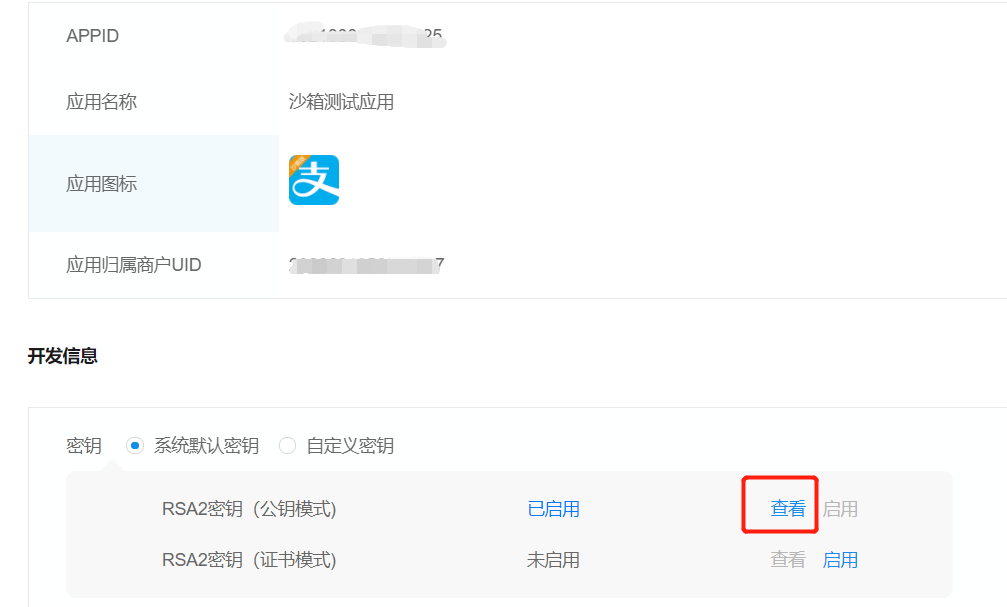 APPID
应用名称 沙箱测试应用
应用图标
支
应用归属商户UID
开发信息
密钥 系统默认密钥 自定义密钥
RSA2密钥（公钥模式) 已启用 查看 启用
RSA2密钥（证书模式) 未启用 查看 启用